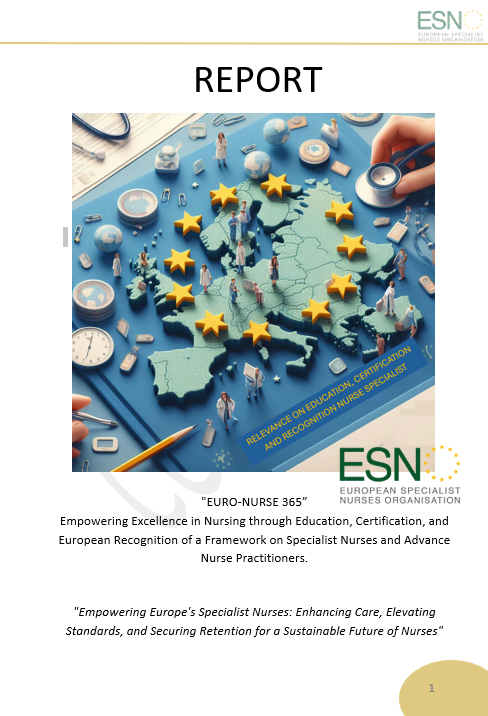 ESN
EUROPEAN SPECIALIST
NURSES ORGANISATION
REPORT
RELEVANCE ON EDUCATION, CERTIFICATION
AND RECOGNITION NURSE SPECIALIST
ESN
EUROPEAN SPECIALIST
NURSES ORGANISATION
"EURO-NURSE 365”
Empowering Excellence in Nursing through Education, Certification, and
European Recognition of a Framework on Specialist Nurses and Advance
Nurse Practitioners.
"Empowering Europe's Specialist Nurses: Enhancing Care, Elevating
Standards, and Securing Retention for a Sustainable Future of Nurses"
1